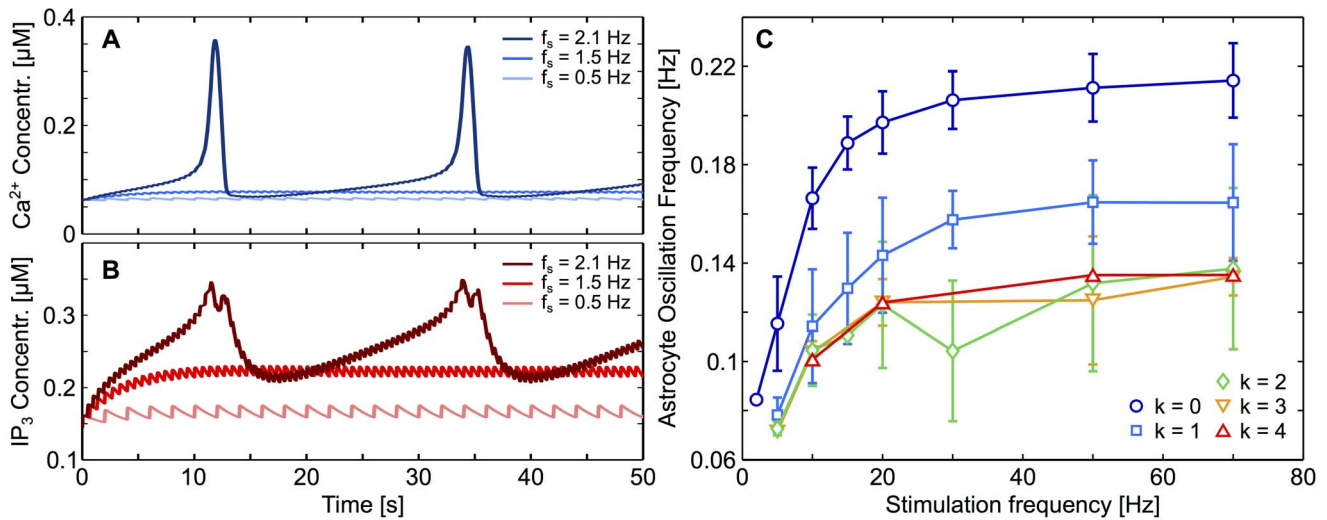 A
f_s = 2.1 Hz
f_s = 1.5 Hz
f_s = 0.5 Hz
Ca²⁺ Concentr. [µM]
0.4
0.2
0
B
f_s = 2.1 Hz
f_s = 1.5 Hz
f_s = 0.5 Hz
IP₃ Concentr. [µM]
0.3
0.2
0.1
0 10 20 30 40 50
Time [s]
C
Astrocyte Oscillation Frequency [Hz]
0.22
0.18
0.14
0.1
0.06
k = 0
k = 1
k = 2
k = 3
k = 4
0 20 40 60 80
Stimulation frequency [Hz]